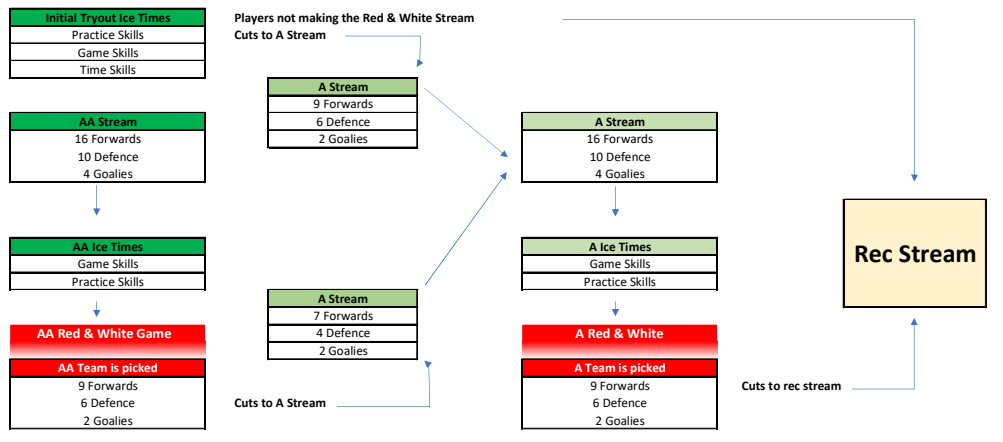 Initial Tryout Ice Times
Practice Skills
Game Skills
Time Skills
AA Stream
16 Forwards
10 Defence
4 Goalies
AA Ice Times
Game Skills
Practice Skills
AA Red & White Game
AA Team is picked
9 Forwards
6 Defence
2 Goalies
Players not making the Red & White Stream
Cuts to A Stream
A Stream
9 Forwards
6 Defence
2 Goalies
A Stream
7 Forwards
4 Defence
2 Goalies
Cuts to A Stream
A Stream
16 Forwards
10 Defence
4 Goalies
A Ice Times
Game Skills
Practice Skills
A Red & White
A Team is picked
9 Forwards
6 Defence
2 Goalies
Rec Stream
Cuts to rec stream